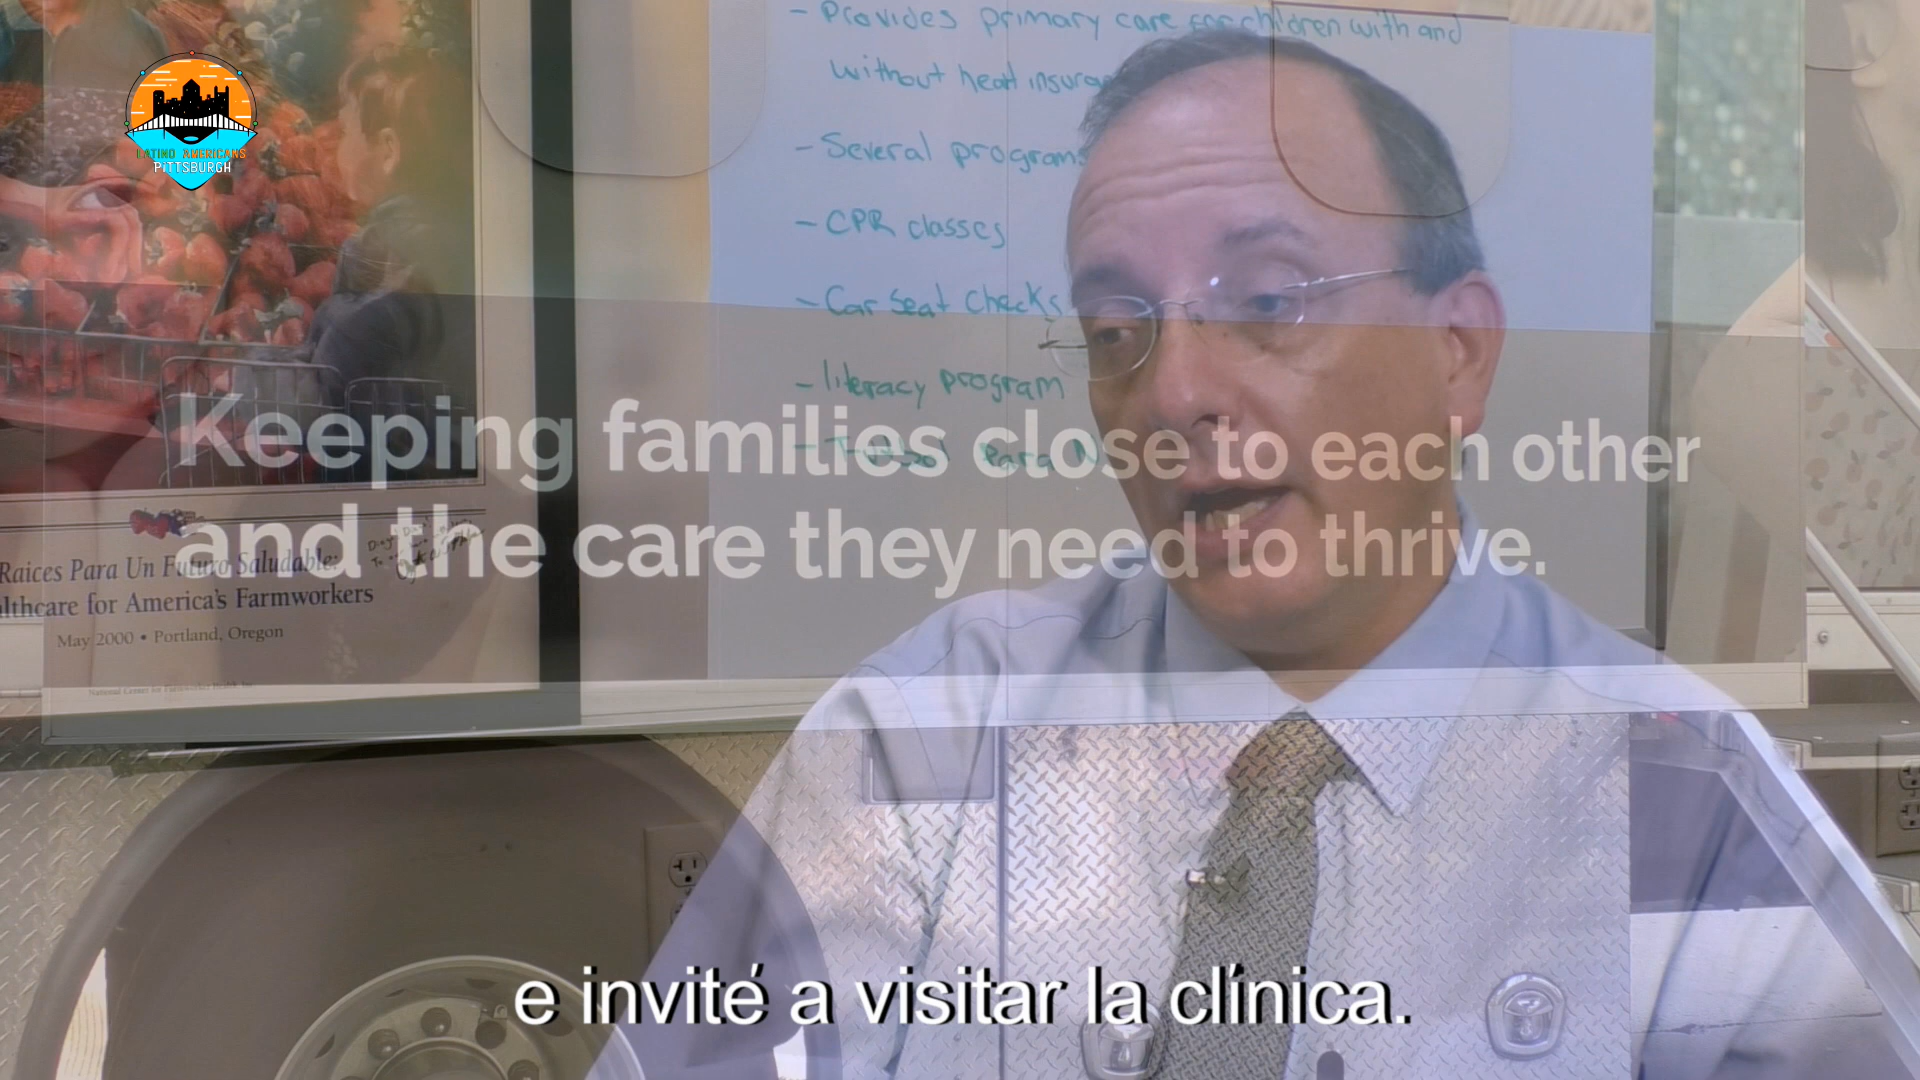 - Provides primary care for children with and
without healt insura
- Several programs
- CPR classes
- Car Seat Checks
- literacy program
LATINO AMERICANS
PITTSBURGH
Keeping families close to each other
and the care they need to thrive.
Raices Para Un Futuro Saludable:
lthcare for America's Farmworkers
May 2000 • Portland, Oregon
e invité a visitar la clínica.